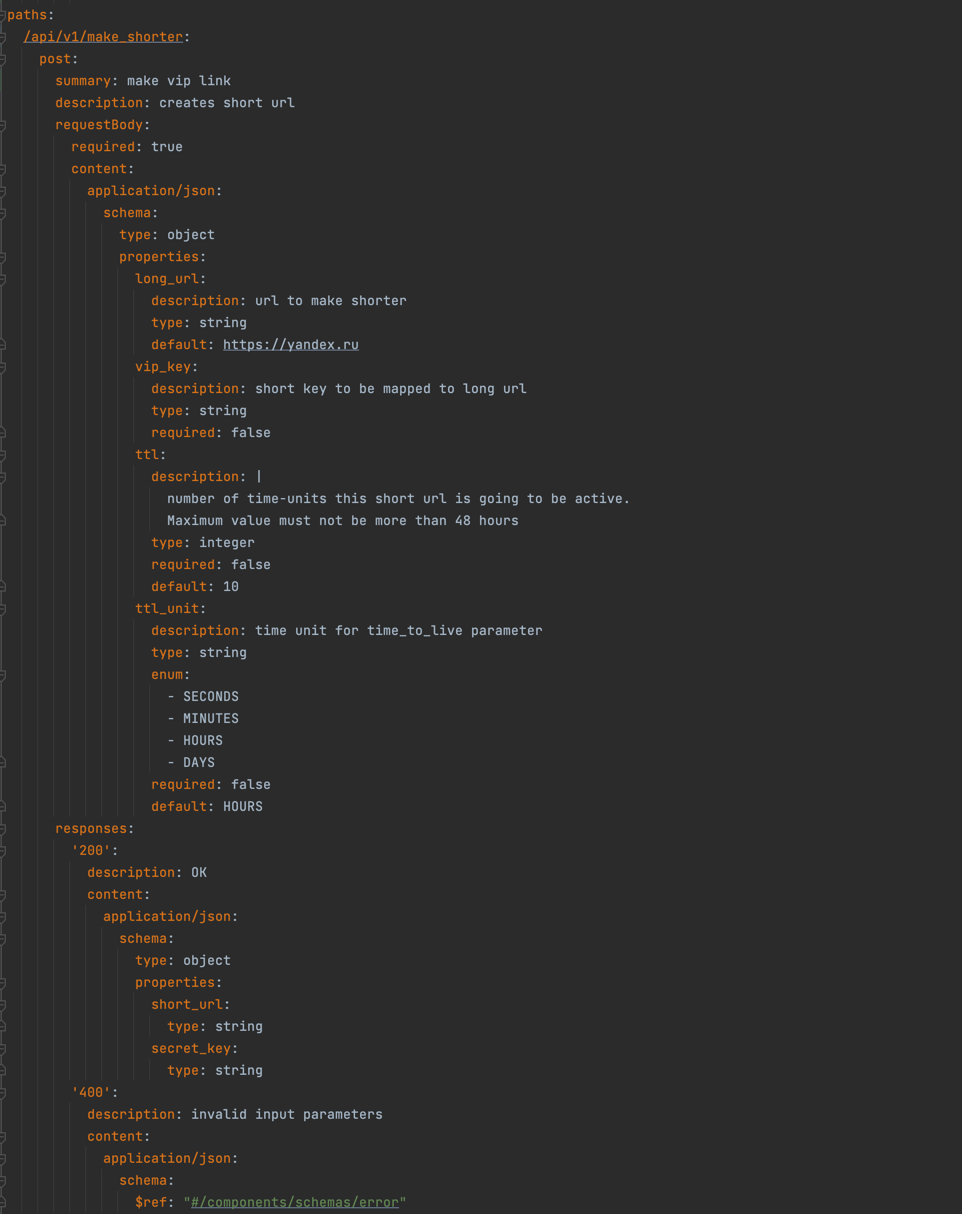 paths:
  /api/v1/make_shorter:
    post:
      summary: make vip link
      description: creates short url
      requestBody:
        required: true
        content:
          application/json:
            schema:
              type: object
              properties:
                long_url:
                  description: url to make shorter
                  type: string
                  default: https://yandex.ru
                vip_key:
                  description: short key to be mapped to long url
                  type: string
                  required: false
                ttl:
                  description: |
                    number of time-units this short url is going to be active.
                    Maximum value must not be more than 48 hours
                  type: integer
                  required: false
                  default: 10
                ttl_unit:
                  description: time unit for time_to_live parameter
                  type: string
                  enum:
                    - SECONDS
                    - MINUTES
                    - HOURS
                    - DAYS
                  required: false
                  default: HOURS
      responses:
        '200':
          description: OK
          content:
            application/json:
              schema:
                type: object
                properties:
                  short_url:
                    type: string
                  secret_key:
                    type: string
        '400':
          description: invalid input parameters
          content:
            application/json:
              schema:
                $ref: "#/components/schemas/error"